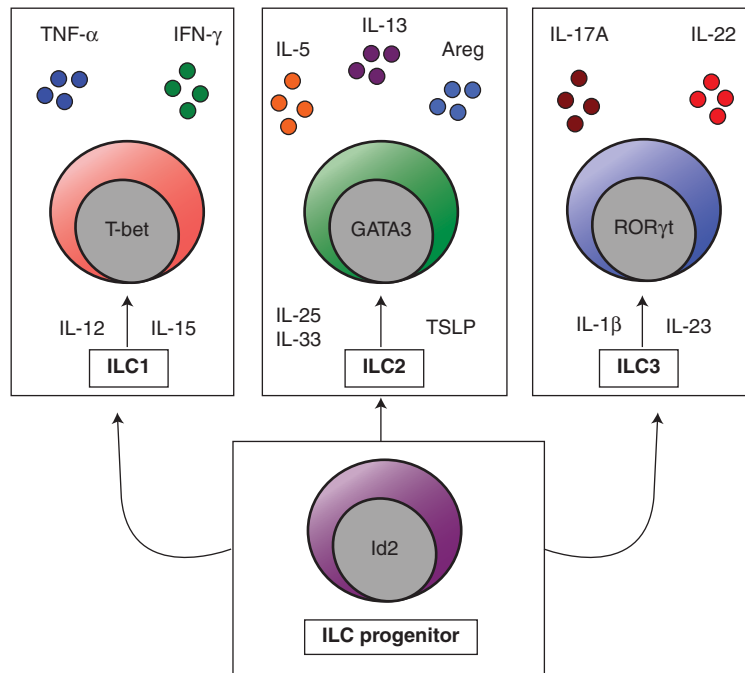 TNF-α
IFN-γ
T-bet
IL-12
IL-15
ILC1
IL-5
IL-13
Areg
GATA3
IL-25
IL-33
TSLP
ILC2
IL-17A
IL-22
RORγt
IL-1β
IL-23
ILC3
Id2
ILC progenitor